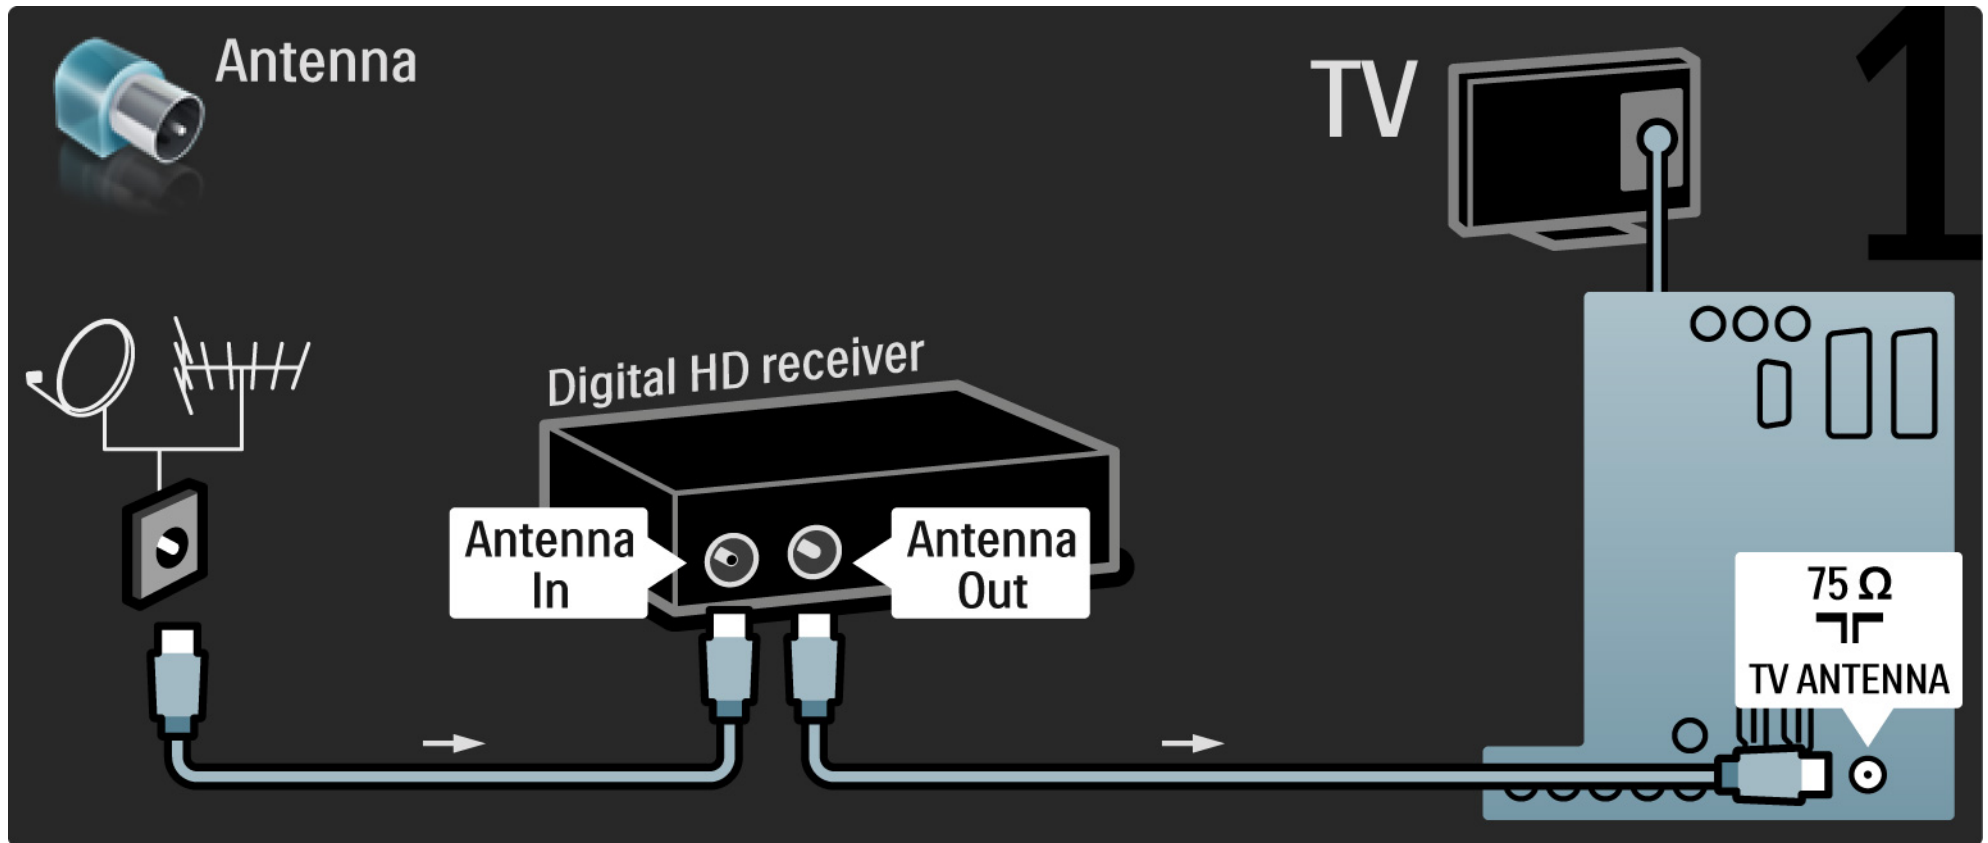 Antenna
TV
1
Digital HD receiver
Antenna
In
Antenna
Out
75 Ω
TV ANTENNA